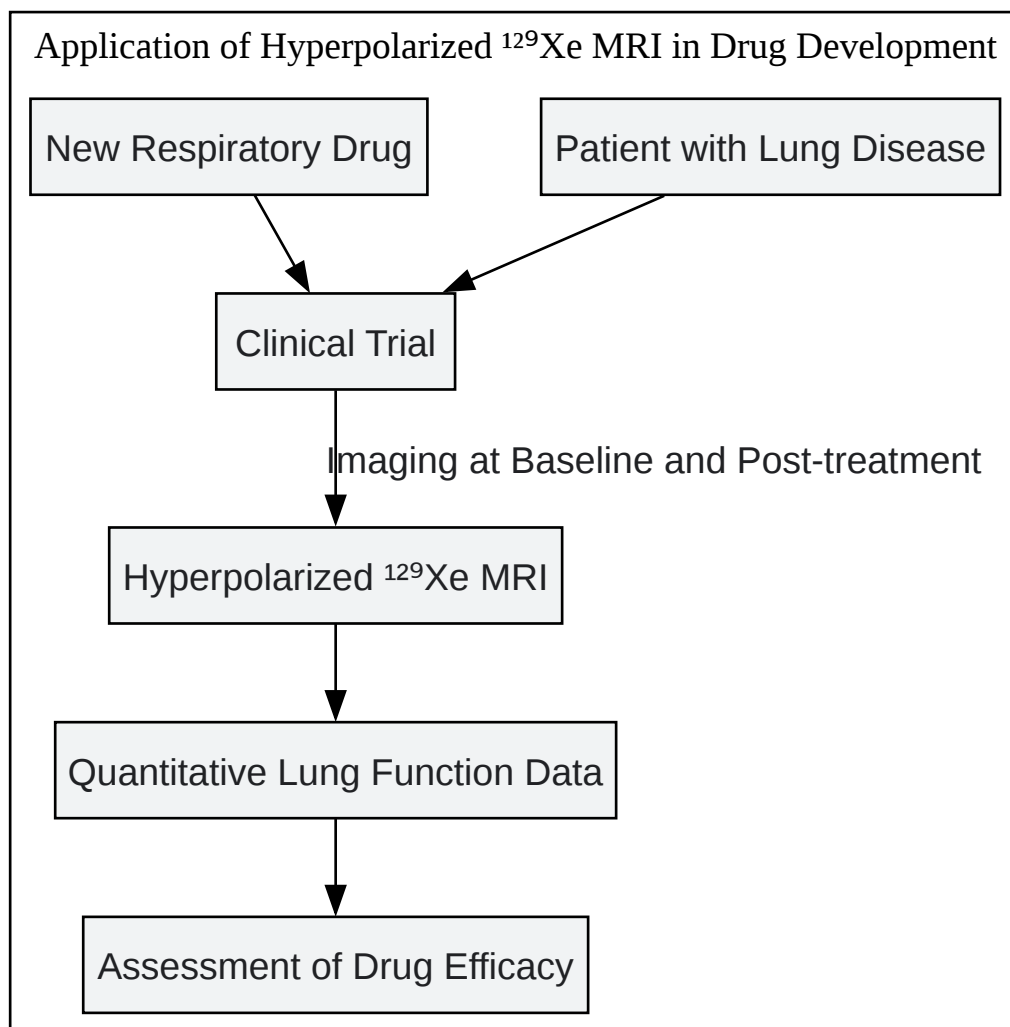 Application of Hyperpolarized ¹²⁹Xe MRI in Drug Development
New Respiratory Drug
Patient with Lung Disease
Clinical Trial
Imaging at Baseline and Post-treatment
Hyperpolarized ¹²⁹Xe MRI
Quantitative Lung Function Data
Assessment of Drug Efficacy